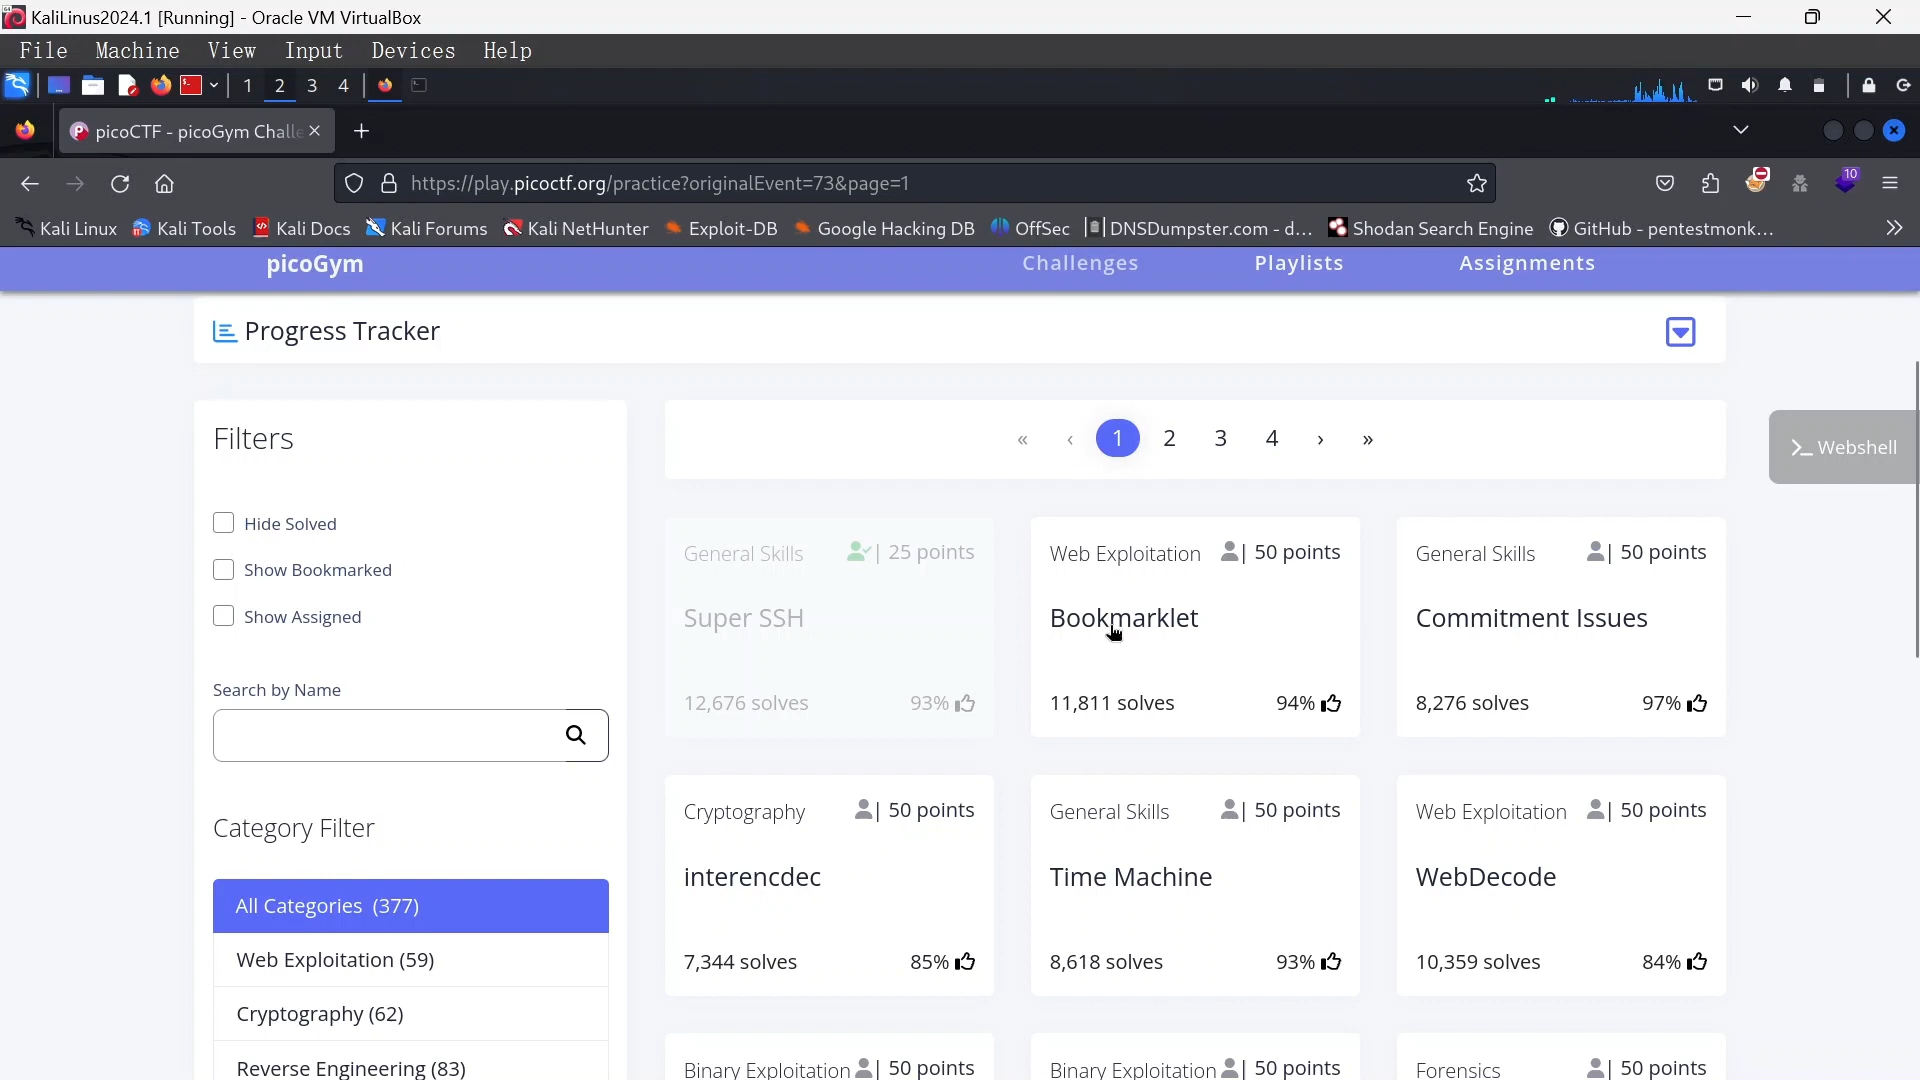 KaliLinus2024.1 [Running] - Oracle VM VirtualBox
File Machine View Input Devices Help
1 2 3 4
picoCTF - picoGym Challe
https://play.picoctf.org/practice?originalEvent=73&page=1
10
Kali Linux Kali Tools Kali Docs Kali Forums Kali NetHunter Exploit-DB Google Hacking DB OffSec DNSDumpster.com - d... Shodan Search Engine GitHub - pentestmonk...
picoGym Challenges Playlists Assignments
Progress Tracker
Filters
« ‹ 1 2 3 4 › »
>_ Webshell
Hide Solved
Show Bookmarked
Show Assigned
Search by Name
Category Filter
All Categories (377)
Web Exploitation (59)
Cryptography (62)
Reverse Engineering (83)
General Skills | 25 points
Super SSH
12,676 solves 93%
Web Exploitation | 50 points
Bookmarklet
11,811 solves 94%
General Skills | 50 points
Commitment Issues
8,276 solves 97%
Cryptography | 50 points
interencdec
7,344 solves 85%
General Skills | 50 points
Time Machine
8,618 solves 93%
Web Exploitation | 50 points
WebDecode
10,359 solves 84%
Binary Exploitation | 50 points
Binary Exploitation | 50 points
Forensics | 50 points